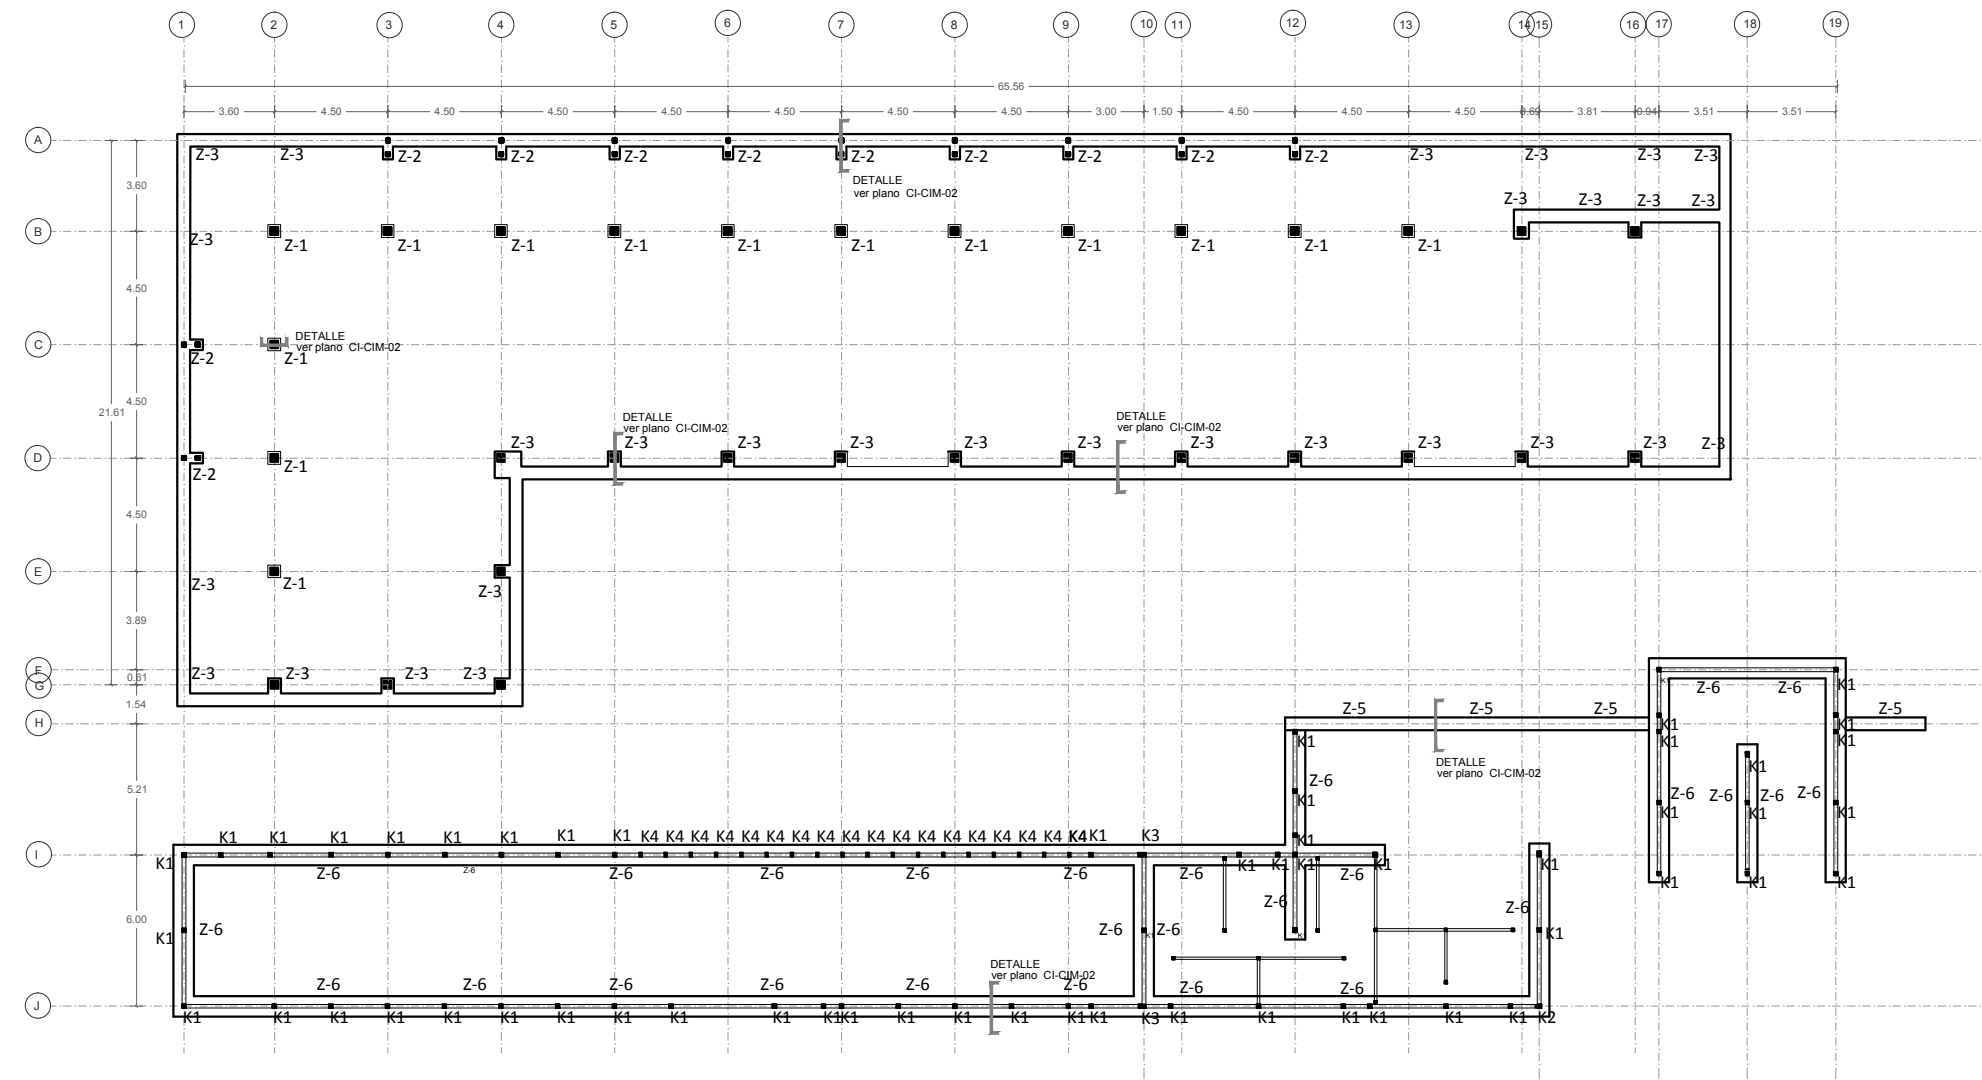 1 2 3 4 5 6 7 8 9 10 11 12 13 14 15 16 17 18 19
65.56
3.60 4.50 4.50 4.50 4.50 4.50 4.50 4.50 3.00 1.50 4.50 4.50 4.50 0.69 3.81 0.94 3.51 3.51
A
Z-3 Z-3 Z-2 Z-2 Z-2 Z-2 Z-2 Z-2 Z-2 Z-2 Z-2 Z-3 Z-3 Z-3 Z-3
DETALLE
ver plano CI-CIM-02
3.60
Z-3 Z-3 Z-3 Z-3
B
Z-3 Z-1 Z-1 Z-1 Z-1 Z-1 Z-1 Z-1 Z-1 Z-1 Z-1 Z-1
4.50
DETALLE
ver plano CI-CIM-02
C
Z-2 Z-1
4.50
21.61
DETALLE
ver plano CI-CIM-02
DETALLE
ver plano CI-CIM-02
Z-3 Z-3 Z-3 Z-3 Z-3 Z-3 Z-3 Z-3 Z-3 Z-3 Z-3 Z-3
D
Z-2 Z-1
4.50
E
Z-3 Z-1 Z-3
3.89
F
Z-3 Z-3 Z-3 Z-3
0.61
G
Z-6 Z-6 K1
1.54
Z-5 Z-5 Z-5 Z-5
H
K1 K1
K1 K1 K1
DETALLE
ver plano CI-CIM-02
K1
5.21
Z-6 Z-6 Z-6 Z-6 Z-6
K1 K1 K1 K1
K1 K1 K1 K1 K1 K1 K1 K1 K4 K4 K4 K4 K4 K4 K4 K4 K4 K4 K4 K4 K4 K4 K4 K4 K4 K4 K1 K3 K1
I
K1 K1 K1 K1 K1 K1
Z-6 Z-6 Z-6 Z-6 Z-6 Z-6 Z-6 Z-6
K1 K1 K1
6.00
Z-6 Z-6
K1 Z-6 Z-6 Z-6 K1
DETALLE
ver plano CI-CIM-02
Z-6 Z-6 Z-6 Z-6 Z-6 Z-6 Z-6
J
K1 K1 K1 K1 K1 K1 K1 K1 K1 K1 K1 K1 K1 K1 K1 K1 K1 K3 K1 K1 K1 K1 K1 K1 K2